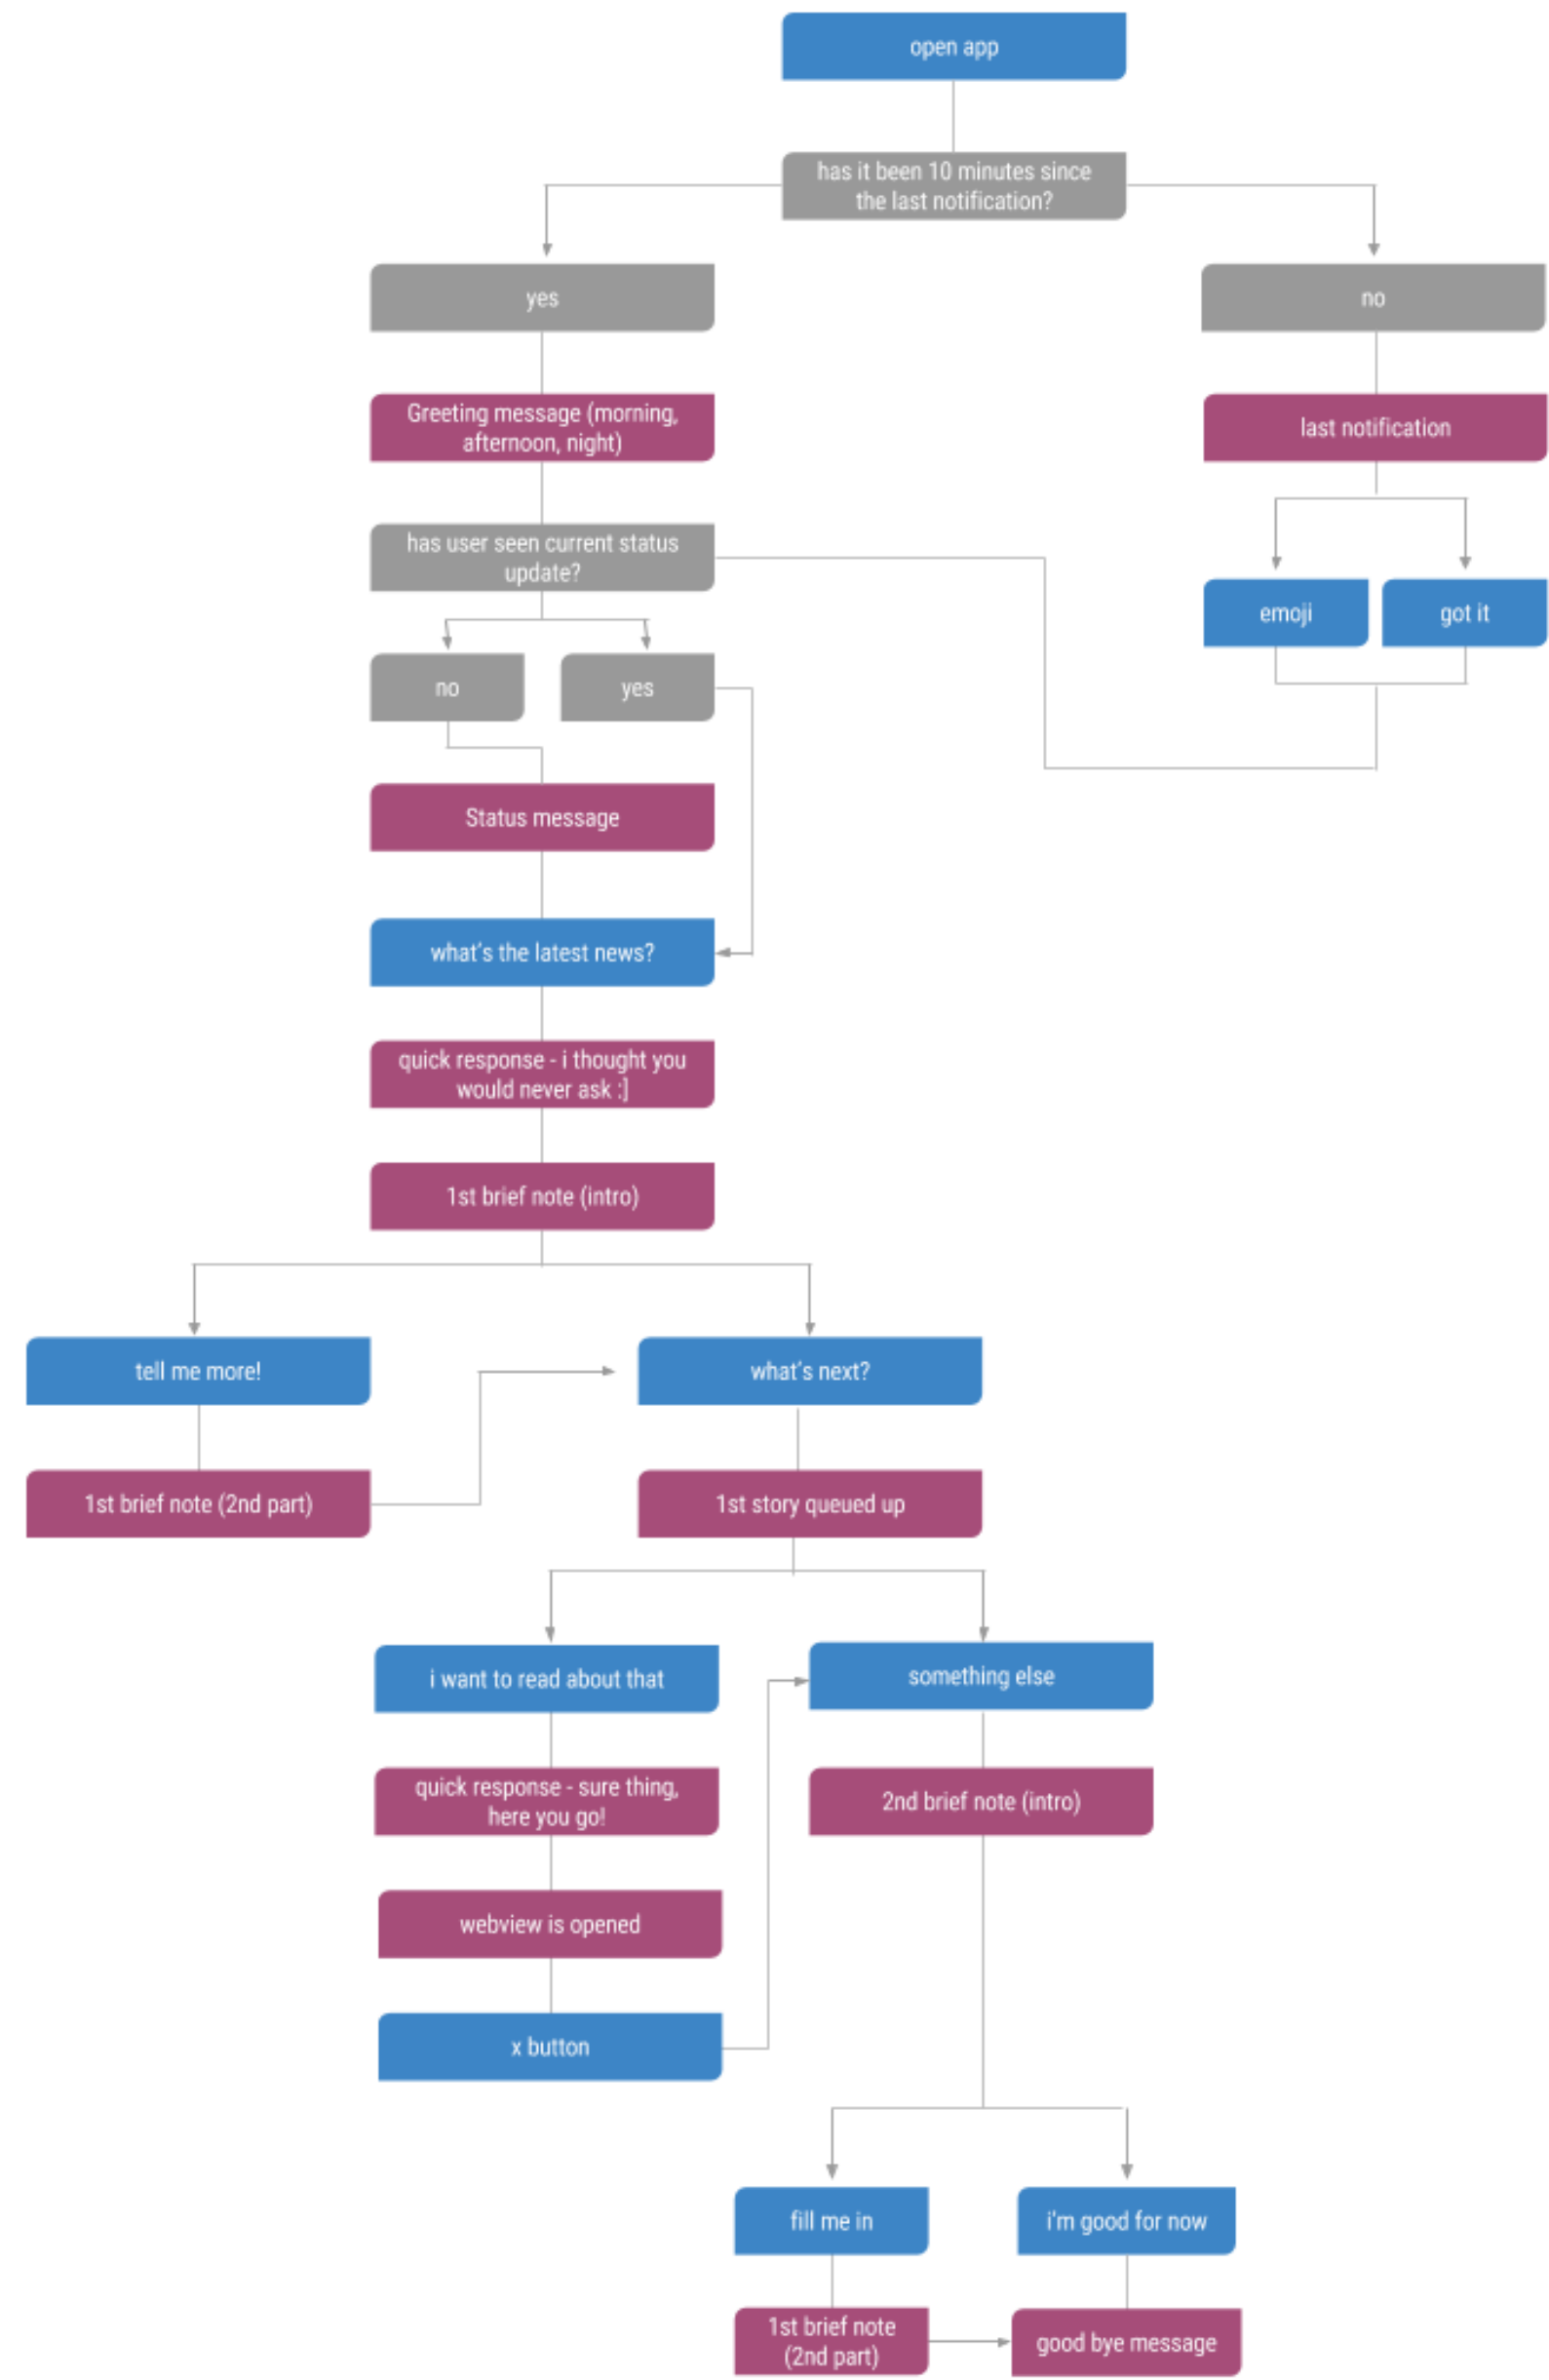 open app
has it been 10 minutes since
the last notification?
yes
no
Greeting message (morning,
afternoon, night)
last notification
has user seen current status
update?
emoji
got it
no
yes
Status message
what's the latest news?
quick response - i thought you
would never ask :]
1st brief note (intro)
tell me more!
what's next?
1st brief note (2nd part)
1st story queued up
i want to read about that
something else
quick response - sure thing,
here you go!
2nd brief note (intro)
webview is opened
x button
fill me in
i'm good for now
1st brief note
(2nd part)
good bye message